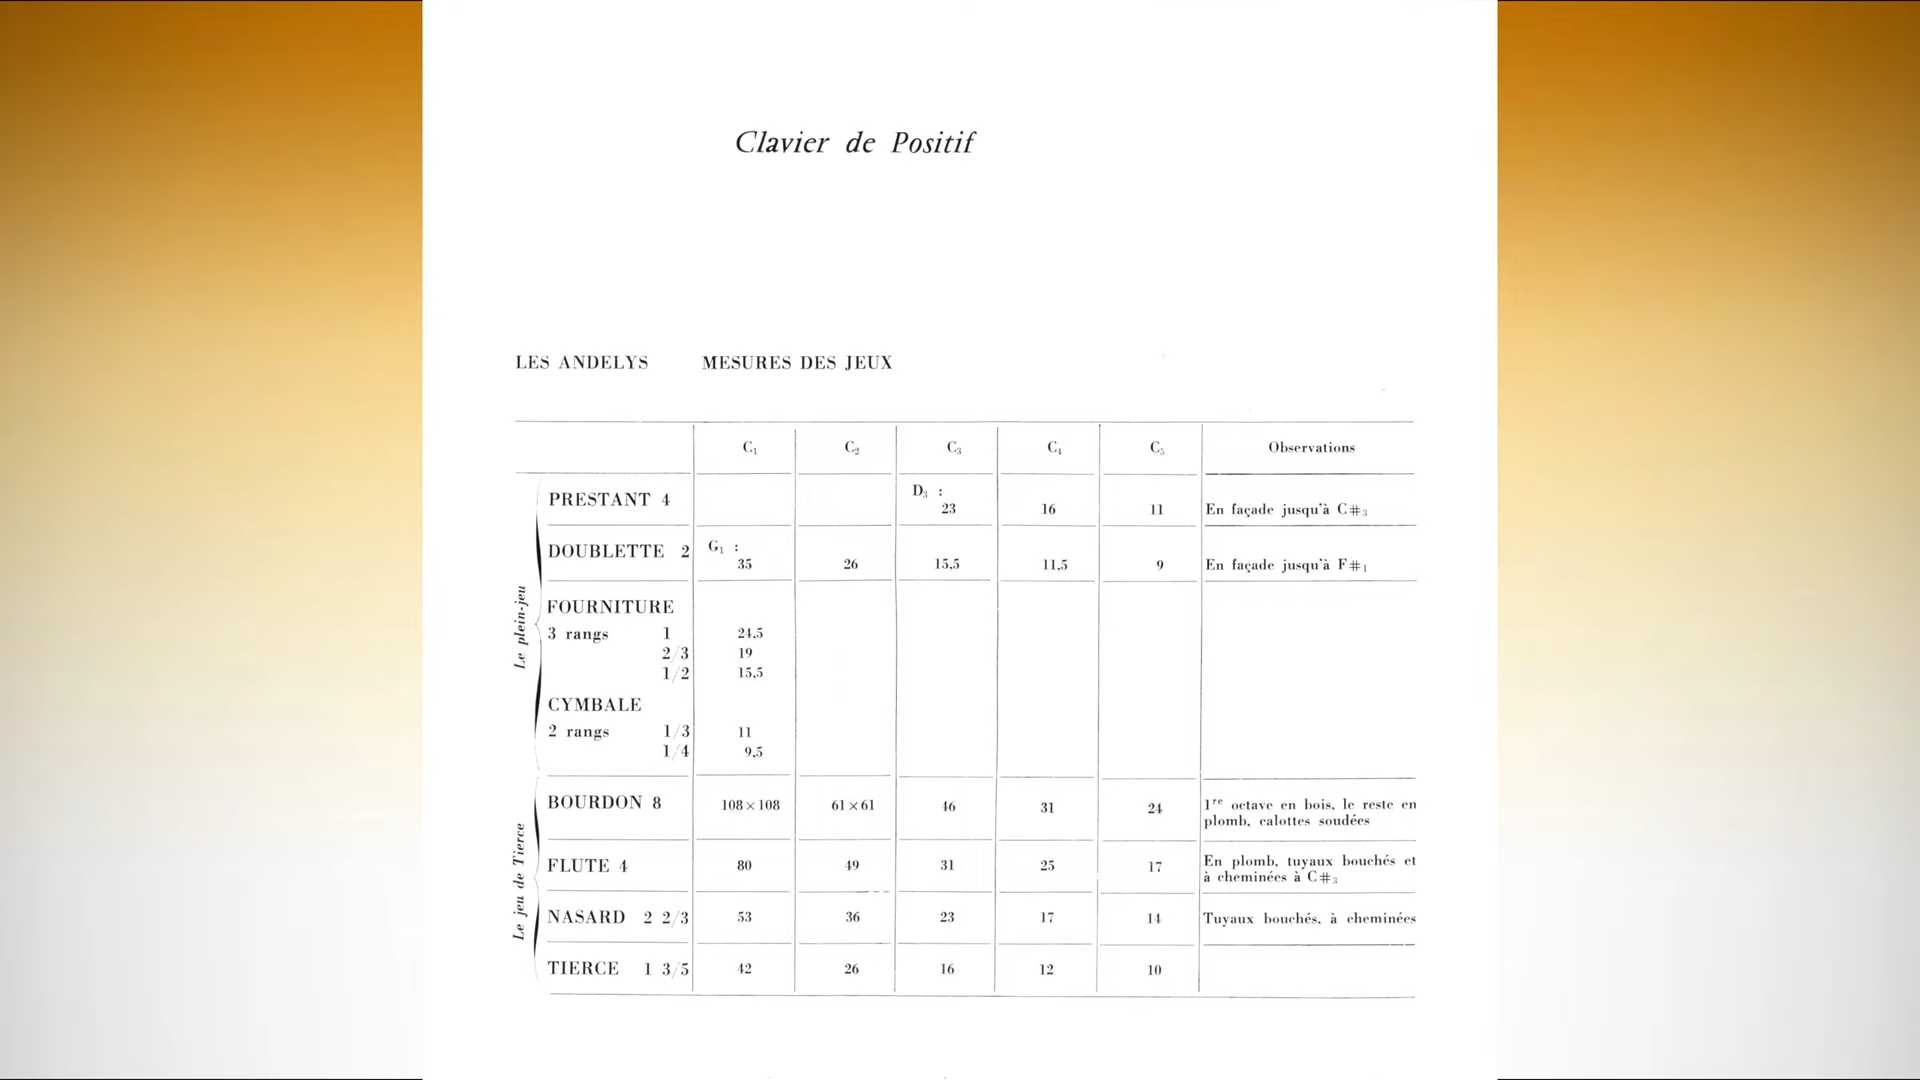 Clavier de Positif
LES ANDELYS MESURES DES JEUX
C₁ C₂ C₃ C₄ C₅ Observations
Le plein-jeu
PRESTANT 4 D₃ : 23 16 11 En façade jusqu'à C#₃
DOUBLETTE 2 G₁ : 35 26 15,5 11,5 9 En façade jusqu'à F#₁
FOURNITURE
3 rangs 1 24,5
2/3 19
1/2 15,5
CYMBALE
2 rangs 1/3 11
1/4 9,5
Le jeu de Tierce
BOURDON 8 108×108 61×61 46 31 24 1re octave en bois, le reste en
plomb, calottes soudées
FLUTE 4 80 49 31 25 17 En plomb, tuyaux bouchés et
à cheminées à C#₃
NASARD 2 2/3 53 36 23 17 14 Tuyaux bouchés, à cheminées
TIERCE 1 3/5 42 26 16 12 10